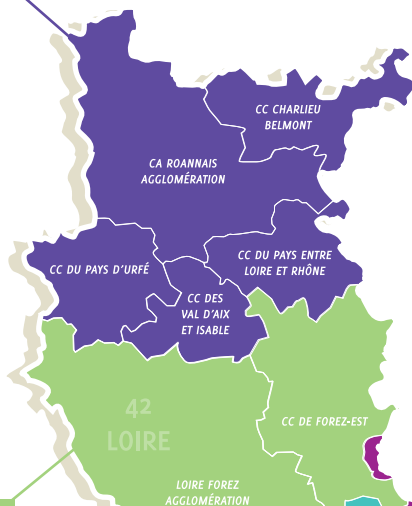 CC CHARLIEU
BELMONT
CA ROANNAIS
AGGLOMÉRATION
CC DU PAYS D'URFÉ
CC DU PAYS ENTRE
LOIRE ET RHÔNE
CC DES
VAL D'AIX
ET ISABLE
42
LOIRE
CC DE FOREZ-EST
LOIRE FOREZ
AGGLOMÉRATION